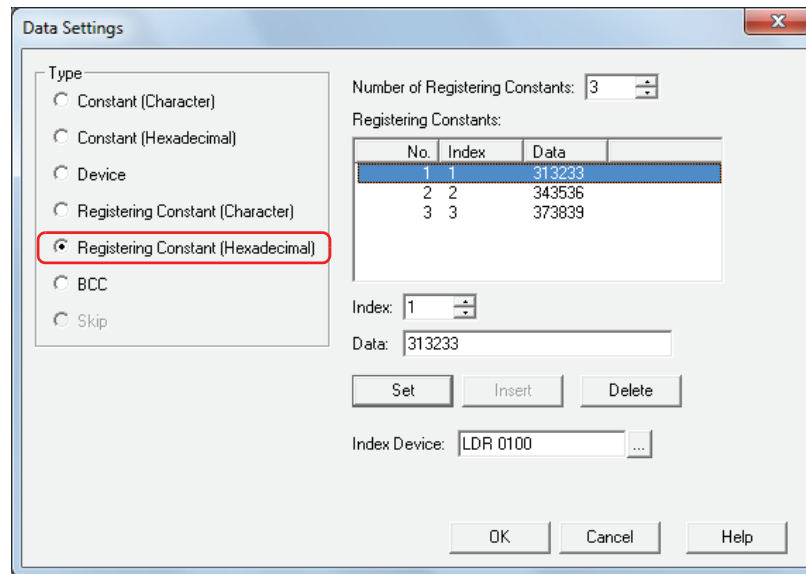 Data Settings
Type
Constant (Character)
Constant (Hexadecimal)
Device
Registering Constant (Character)
Registering Constant (Hexadecimal)
BCC
Skip
Number of Registering Constants: 3
Registering Constants:
No. Index Data
1 1 313233
2 2 343536
3 3 373839
Index: 1
Data: 313233
Set Insert Delete
Index Device: LDR 0100 ...
OK Cancel Help